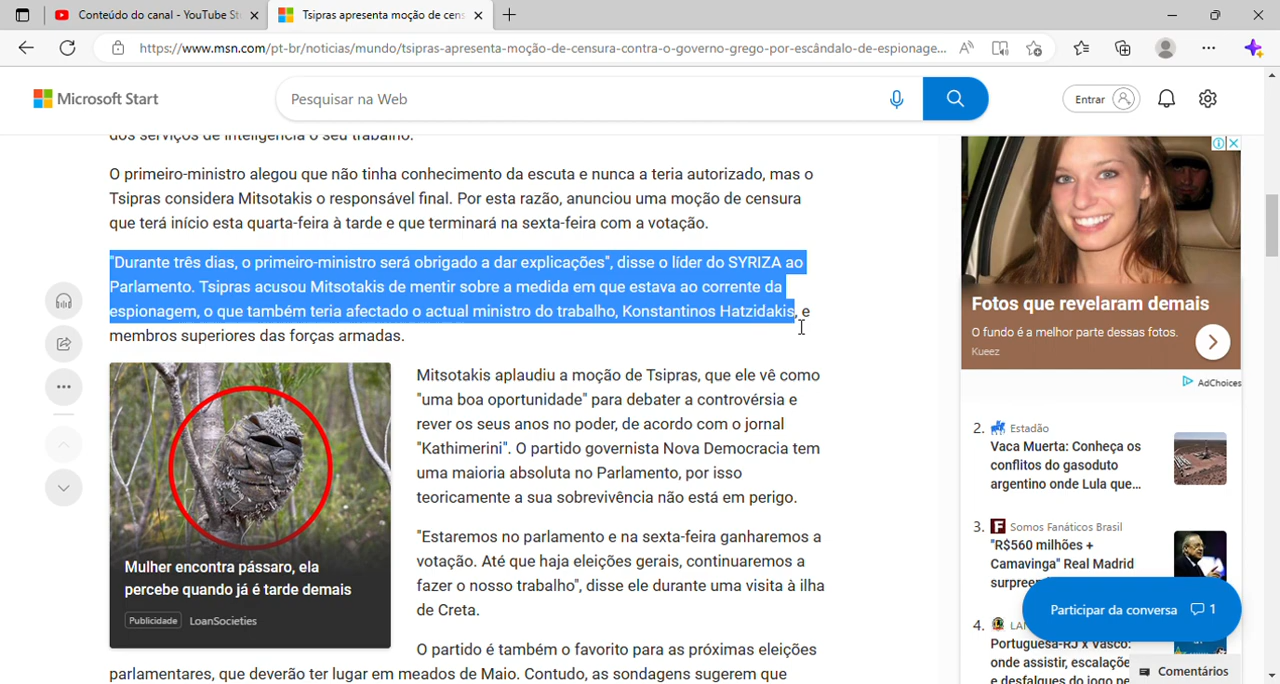 Conteúdo do canal - YouTube St
Tsipras apresenta moção de cens
https://www.msn.com/pt-br/noticias/mundo/tsipras-apresenta-moção-de-censura-contra-o-governo-grego-por-escândalo-de-espionage...
Microsoft Start
Pesquisar na Web
Entrar
dos serviços de inteligência o seu trabalho.
O primeiro-ministro alegou que não tinha conhecimento da escuta e nunca a teria autorizado, mas o
Tsipras considera Mitsotakis o responsável final. Por esta razão, anunciou uma moção de censura
que terá início esta quarta-feira à tarde e que terminará na sexta-feira com a votação.
"Durante três dias, o primeiro-ministro será obrigado a dar explicações", disse o líder do SYRIZA ao
Parlamento. Tsipras acusou Mitsotakis de mentir sobre a medida em que estava ao corrente da
espionagem, o que também teria afectado o actual ministro do trabalho, Konstantinos Hatzidakis, e
membros superiores das forças armadas.
Mulher encontra pássaro, ela
percebe quando já é tarde demais
Publicidade LoanSocieties
Mitsotakis aplaudiu a moção de Tsipras, que ele vê como
"uma boa oportunidade" para debater a controvérsia e
rever os seus anos no poder, de acordo com o jornal
"Kathimerini". O partido governista Nova Democracia tem
uma maioria absoluta no Parlamento, por isso
teoricamente a sua sobrevivência não está em perigo.
"Estaremos no parlamento e na sexta-feira ganharemos a
votação. Até que haja eleições gerais, continuaremos a
fazer o nosso trabalho", disse ele durante uma visita à ilha
de Creta.
O partido é também o favorito para as próximas eleições
parlamentares, que deverão ter lugar em meados de Maio. Contudo, as sondagens sugerem que
Fotos que revelaram demais
O fundo é a melhor parte dessas fotos.
Kueez
AdChoices
2. Estadão
Vaca Muerta: Conheça os
conflitos do gasoduto
argentino onde Lula que...
3. F Somos Fanáticos Brasil
"R$560 milhões +
Camavinga" Real Madrid
surpreen
Participar da conversa 1
4. LA
Portuguesa-RJ x Vasco:
onde assistir, escalaçõe
e desfalques do jogo pe
Comentários